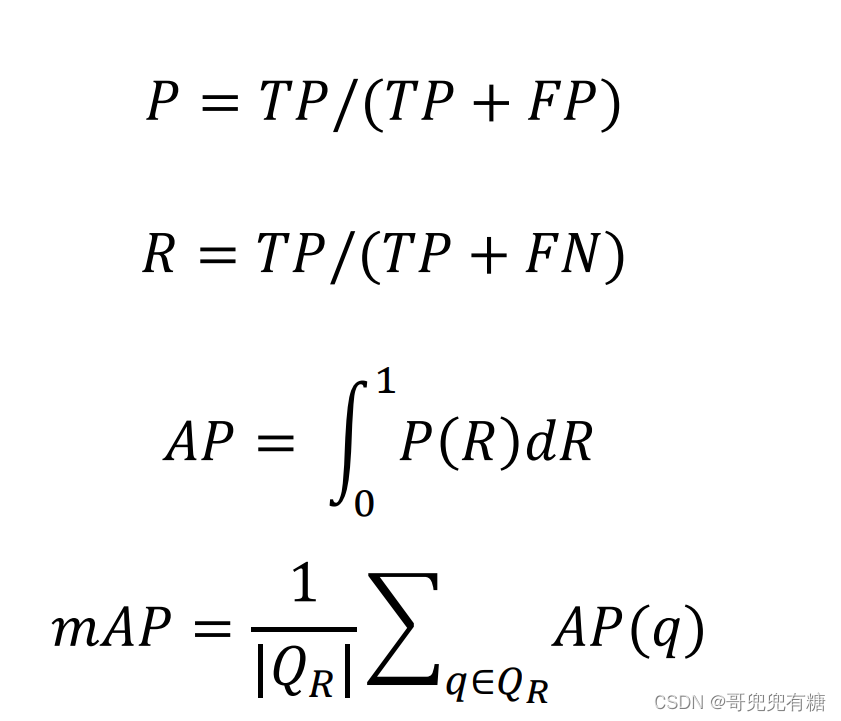 P = TP/(TP + FP)
R = TP/(TP + FN)
AP = ∫₀¹ P(R)dR
mAP = 1/|Q_R| ∑_{q∈Q_R} AP(q)
CSDN @哥兜兜有糖